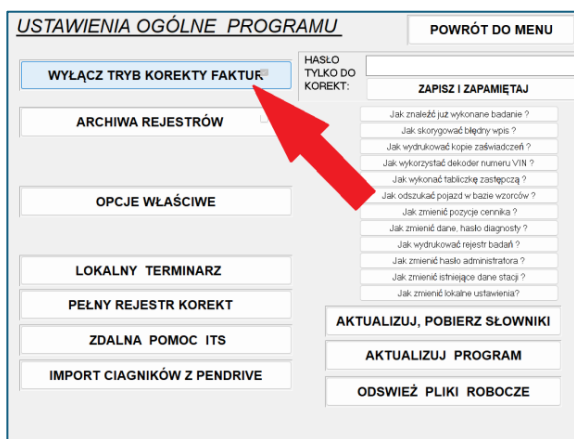 USTAWIENIA OGÓLNE PROGRAMU
POWRÓT DO MENU
WYŁĄCZ TRYB KOREKTY FAKTUR
HASŁO
TYLKO DO
KOREKT:
ZAPISZ I ZAPAMIĘTAJ
ARCHIWA REJESTRÓW
OPCJE WŁAŚCIWE
LOKALNY TERMINARZ
PEŁNY REJESTR KOREKT
ZDALNA POMOC ITS
IMPORT CIAGNIKÓW Z PENDRIVE
Jak znaleźć juz wykonane badanie ?
Jak skorygować błędny wpis ?
Jak wydrukować kopie zaświadczeń ?
Jak wykorzystać dekoder numeru VIN ?
Jak wykonać tabliczkę zastępczą ?
Jak odszukać pojazd w bazie wzorców ?
Jak zmienić pozycje cennika ?
Jak zmienić dane, hasło diagnosty ?
Jak wydrukować rejestr badań ?
Jak zmienić hasło administratora ?
Jak zmienić istniejące dane stacji ?
Jak zmienić lokalne ustawienia?
AKTUALIZUJ, POBIERZ SŁOWNIKI
AKTUALIZUJ PROGRAM
ODSWIEŻ PLIKI ROBOCZE